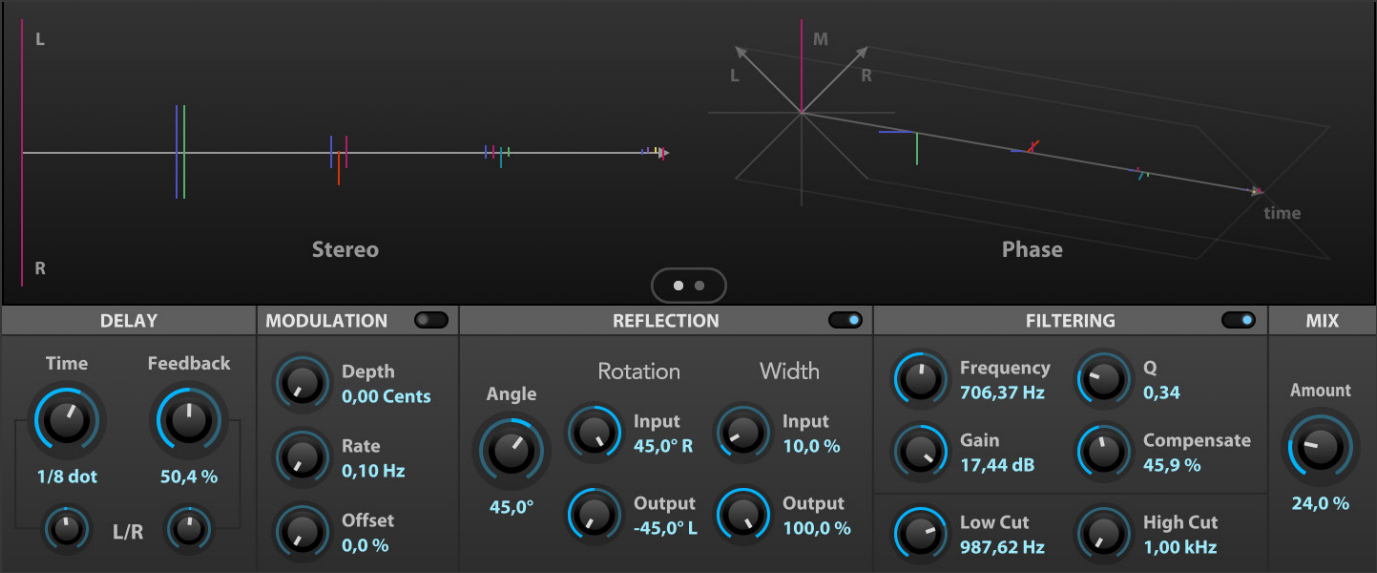 L
R
Stereo
M
L
R
time
Phase
DELAY
Time
Feedback
1/8 dot
50,4 %
L/R
MODULATION
Depth
0,00 Cents
Rate
0,10 Hz
Offset
0,0 %
REFLECTION
Rotation
Width
Angle
45,0°
Input
45,0° R
Input
10,0 %
Output
-45,0° L
Output
100,0 %
FILTERING
Frequency
706,37 Hz
Q
0,34
Gain
17,44 dB
Compensate
45,9 %
Low Cut
987,62 Hz
High Cut
1,00 kHz
MIX
Amount
24,0 %